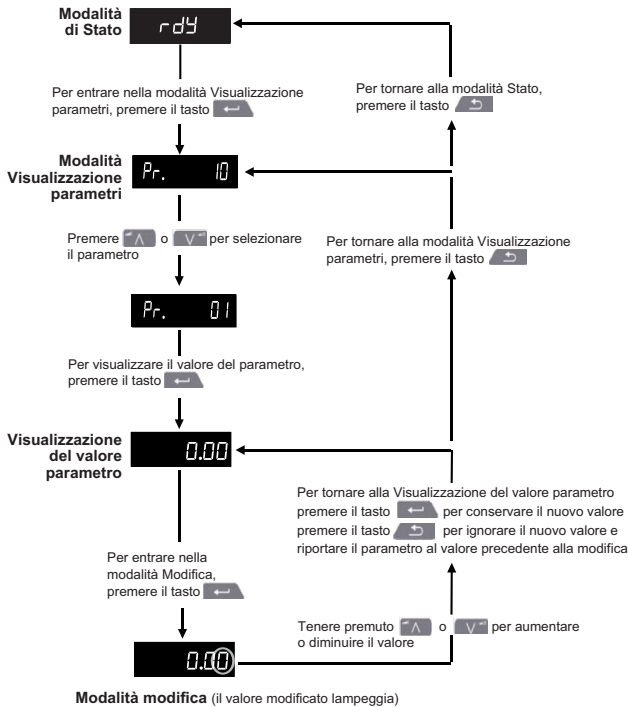 Modalità
di Stato
rdY
Per entrare nella modalità Visualizzazione
parametri, premere il tasto
Per tornare alla modalità Stato,
premere il tasto
Modalità
Visualizzazione
parametri
Pr. 10
Premere o per selezionare
il parametro
Per tornare alla modalità Visualizzazione
parametri, premere il tasto
Pr. 01
Per visualizzare il valore del parametro,
premere il tasto
Visualizzazione
del valore
parametro
0.00
Per tornare alla Visualizzazione del valore parametro
premere il tasto per conservare il nuovo valore
premere il tasto per ignorare il nuovo valore e
riportare il parametro al valore precedente alla modifica
Per entrare nella
modalità Modifica,
premere il tasto
Tenere premuto o per aumentare
o diminuire il valore
0.00
Modalità modifica (il valore modificato lampeggia)